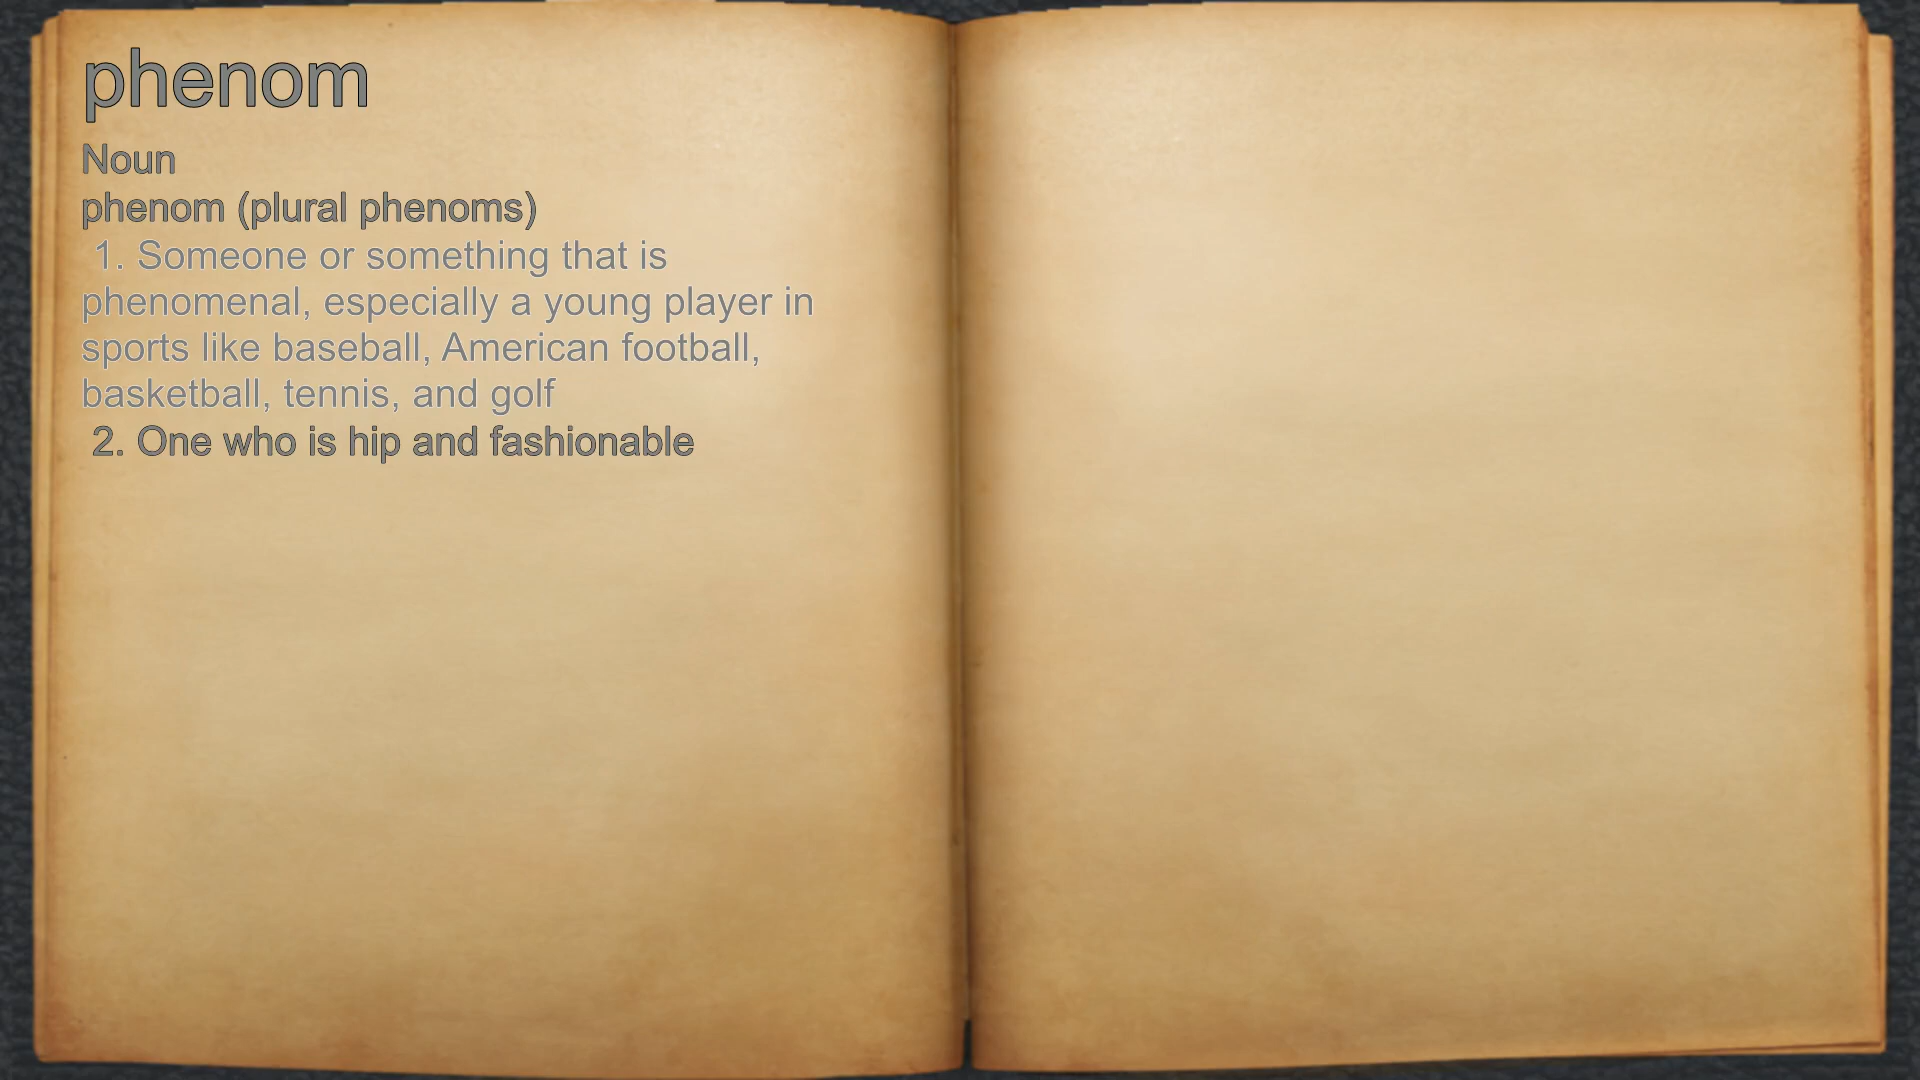 phenom
Noun
phenom (plural phenoms)
1. Someone or something that is
phenomenal, especially a young player in
sports like baseball, American football,
basketball, tennis, and golf
2. One who is hip and fashionable